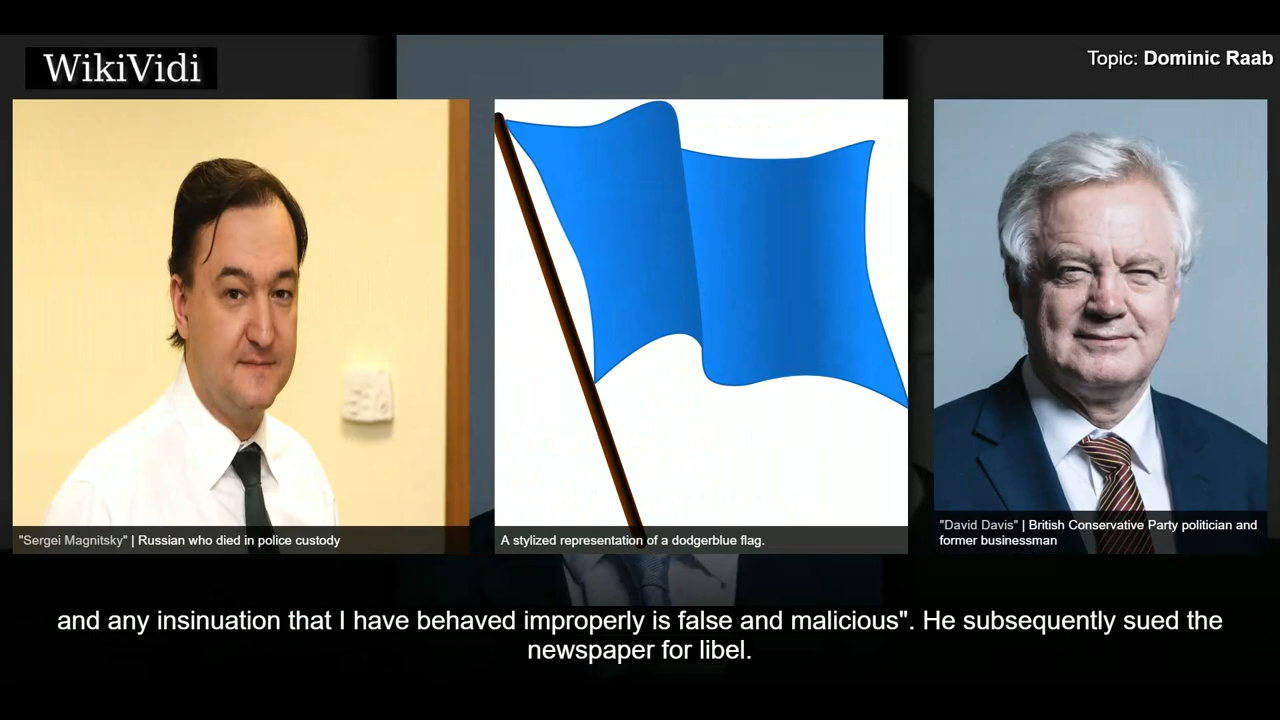 WikiVidi
Topic: Dominic Raab
"Sergei Magnitsky" | Russian who died in police custody
A stylized representation of a dodgerblue flag.
"David Davis" | British Conservative Party politician and
former businessman
and any insinuation that I have behaved improperly is false and malicious". He subsequently sued the
newspaper for libel.